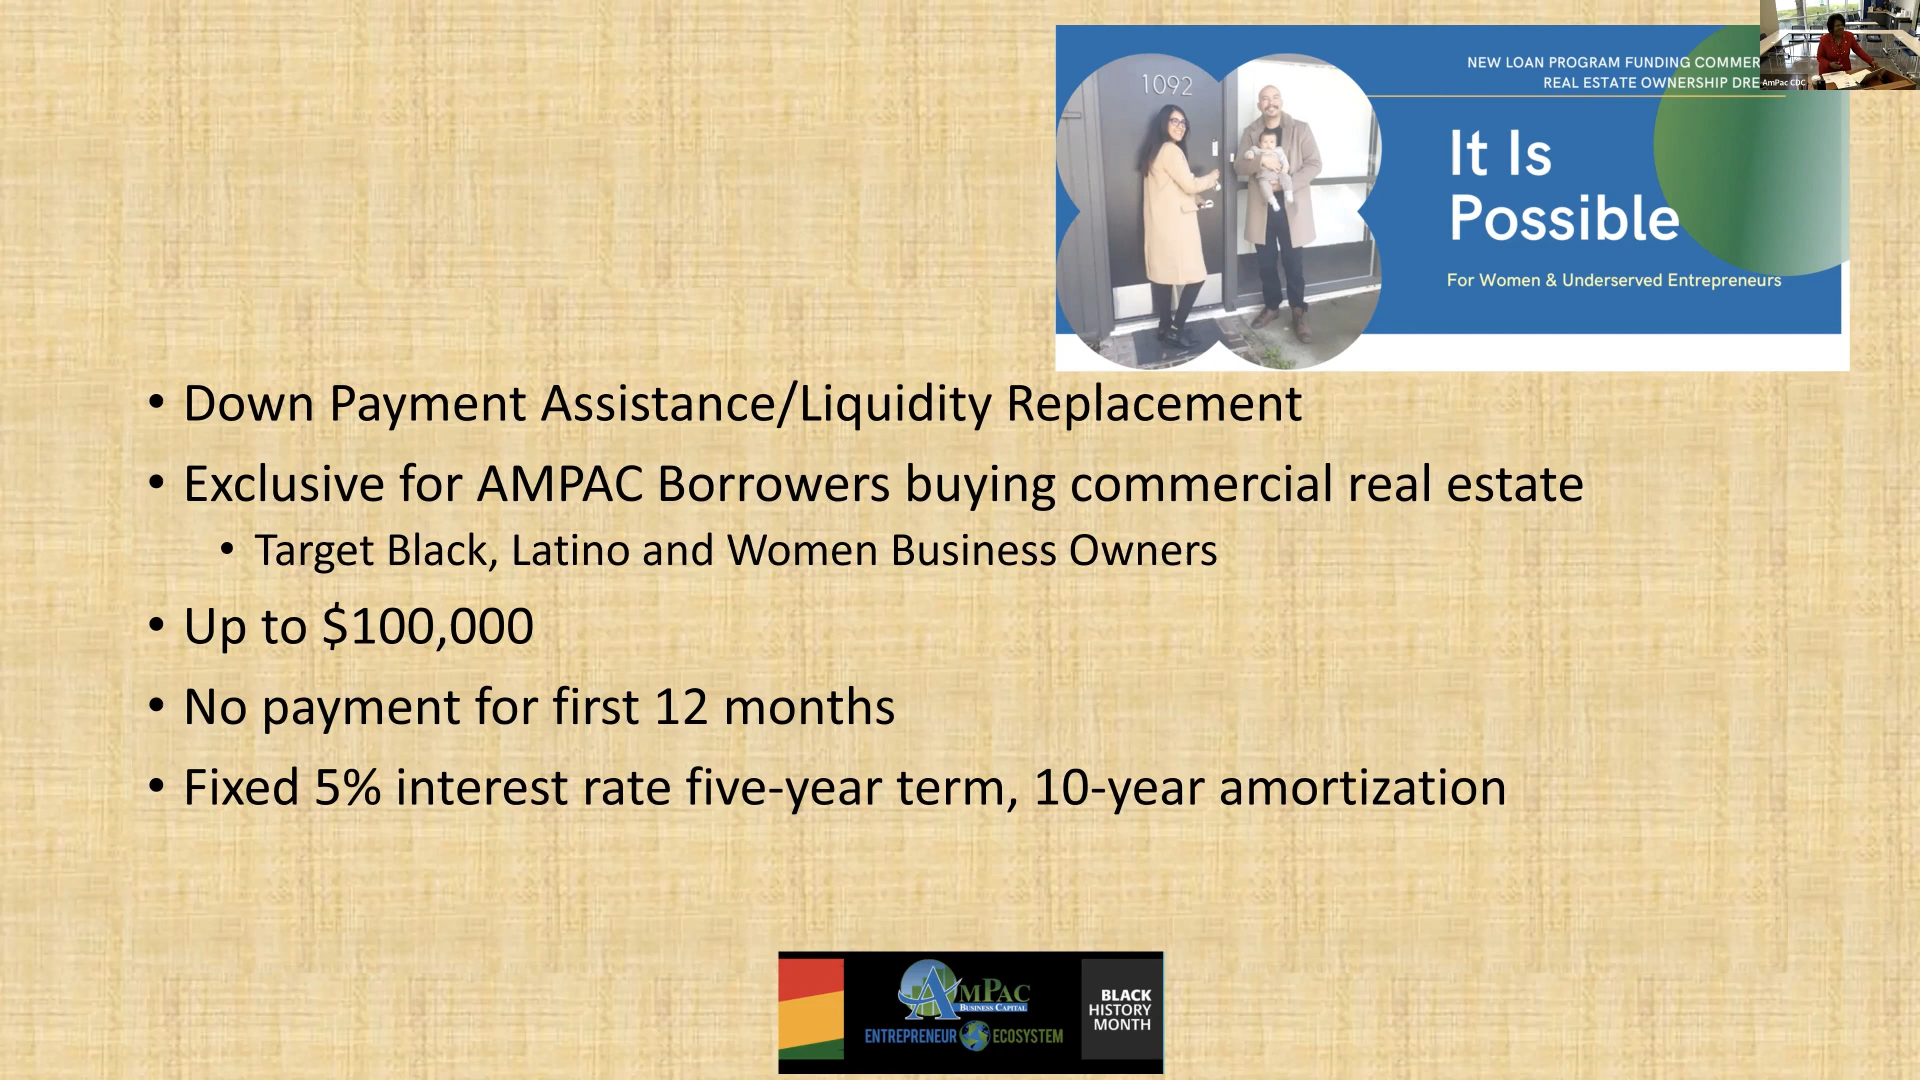 NEW LOAN PROGRAM FUNDING
REAL ESTATE OWNERSHIP
AmPac CDC
1092
It Is
Possible
For Women & Underserved Entrepreneurs
• Down Payment Assistance/Liquidity Replacement
• Exclusive for AMPAC Borrowers buying commercial real estate
• Target Black, Latino and Women Business Owners
• Up to $100,000
• No payment for first 12 months
• Fixed 5% interest rate five-year term, 10-year amortization
AMPAC
BUSINESS CAPITAL
ENTREPRENEUR ECOSYSTEM
BLACK
HISTORY
MONTH